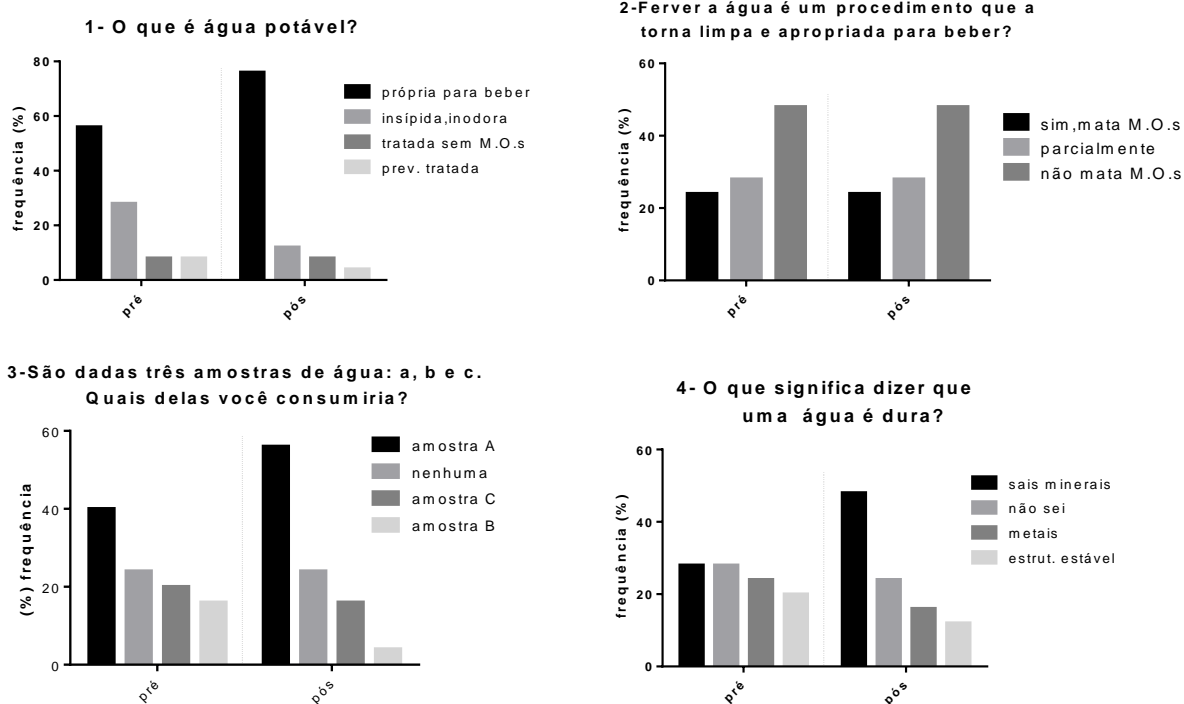 1- O que é água potável?
80
60
40
20
0
frequência (%)
pré
pós
própria para beber
insípida,inodora
tratada sem M.O.s
prev. tratada
2-Ferver a água é um procedimento que a
torna limpa e apropriada para beber?
60
40
20
0
frequência (%)
pré
pós
sim,mata M.O.s
parcialmente
não mata M.O.s
3-São dadas três amostras de água: a, b e c.
Quais delas você consumiria?
60
40
20
0
(%) frequência
pré
pós
amostra A
nenhuma
amostra C
amostra B
4- O que significa dizer que
uma água é dura?
60
40
20
0
frequência (%)
pré
pós
sais minerais
não sei
metais
estrut. estável